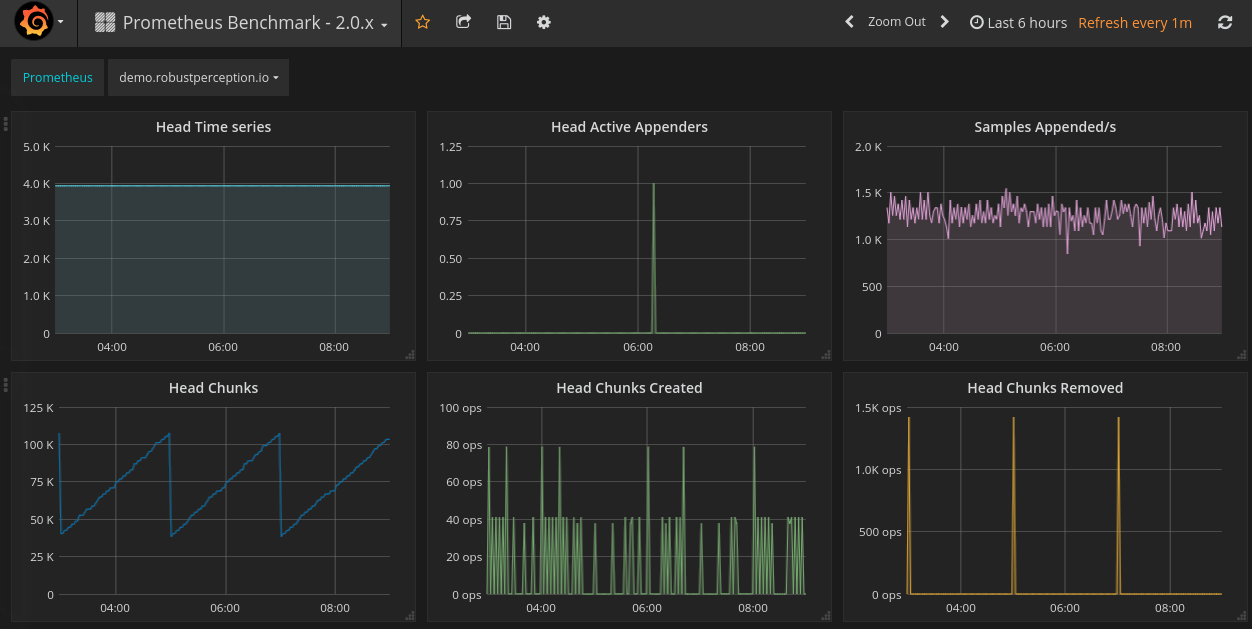 Prometheus Benchmark - 2.0.x
Zoom Out
Last 6 hours
Refresh every 1m
Prometheus
demo.robustperception.io
Head Time series
5.0 K
4.0 K
3.0 K
2.0 K
1.0 K
0
04:00
06:00
08:00
Head Active Appenders
1.25
1.00
0.75
0.50
0.25
0
04:00
06:00
08:00
Samples Appended/s
2.0 K
1.5 K
1.0 K
500
0
04:00
06:00
08:00
Head Chunks
125 K
100 K
75 K
50 K
25 K
0
04:00
06:00
08:00
Head Chunks Created
100 ops
80 ops
60 ops
40 ops
20 ops
0 ops
04:00
06:00
08:00
Head Chunks Removed
1.5K ops
1.0K ops
500 ops
0 ops
04:00
06:00
08:00